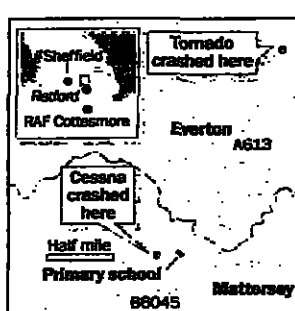 Sheffield
Retford
RAF Cottesmore
Tornado
crashed here
Everton
A613
Cessna
crashed
here
Half mile
Primary school
B6045
Mattersey